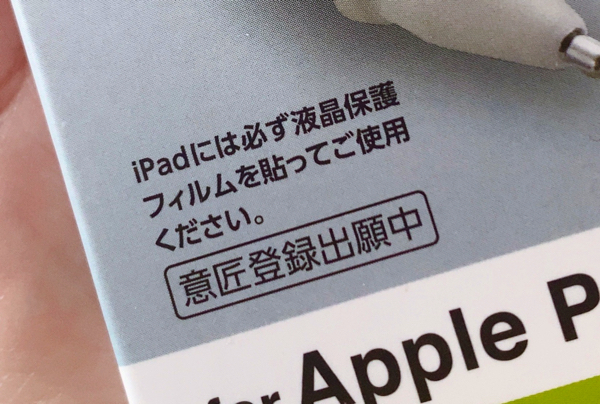 iPadには必ず液晶保護
フィルムを貼ってご使用
ください。
意匠登録出願中
for Apple P